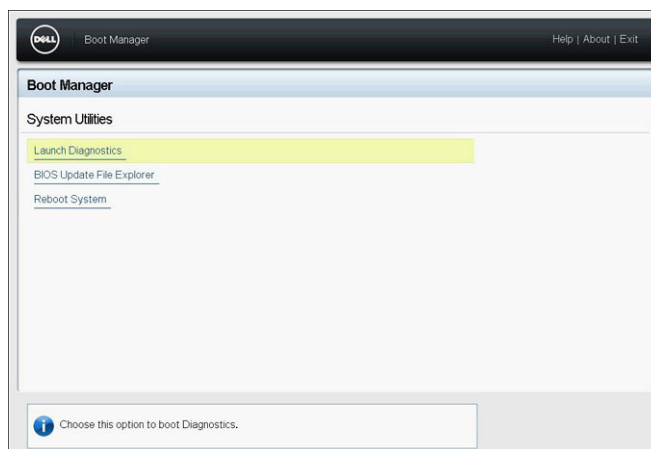 DELL
Boot Manager
Help | About | Exit
Boot Manager
System Utilities
Launch Diagnostics
BIOS Update File Explorer
Reboot System
Choose this option to boot Diagnostics.